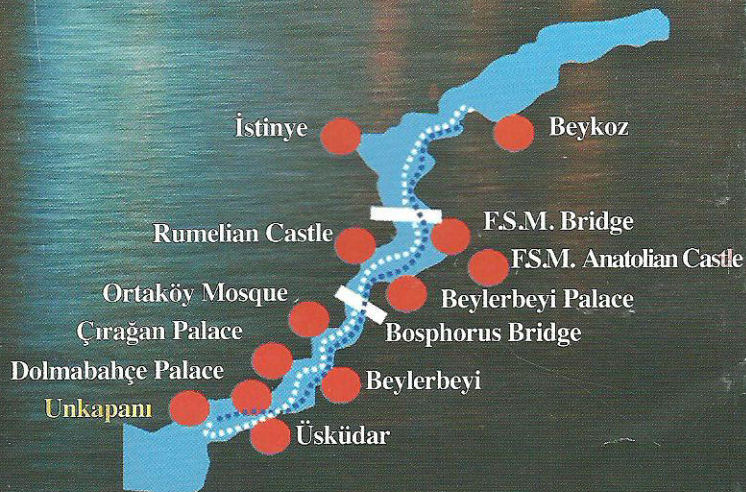 İstinye
Beykoz
F.S.M. Bridge
Rumelian Castle
F.S.M. Anatolian Castle
Ortaköy Mosque
Beylerbeyi Palace
Çırağan Palace
Bosphorus Bridge
Dolmabahçe Palace
Beylerbeyi
Unkapanı
Üsküdar